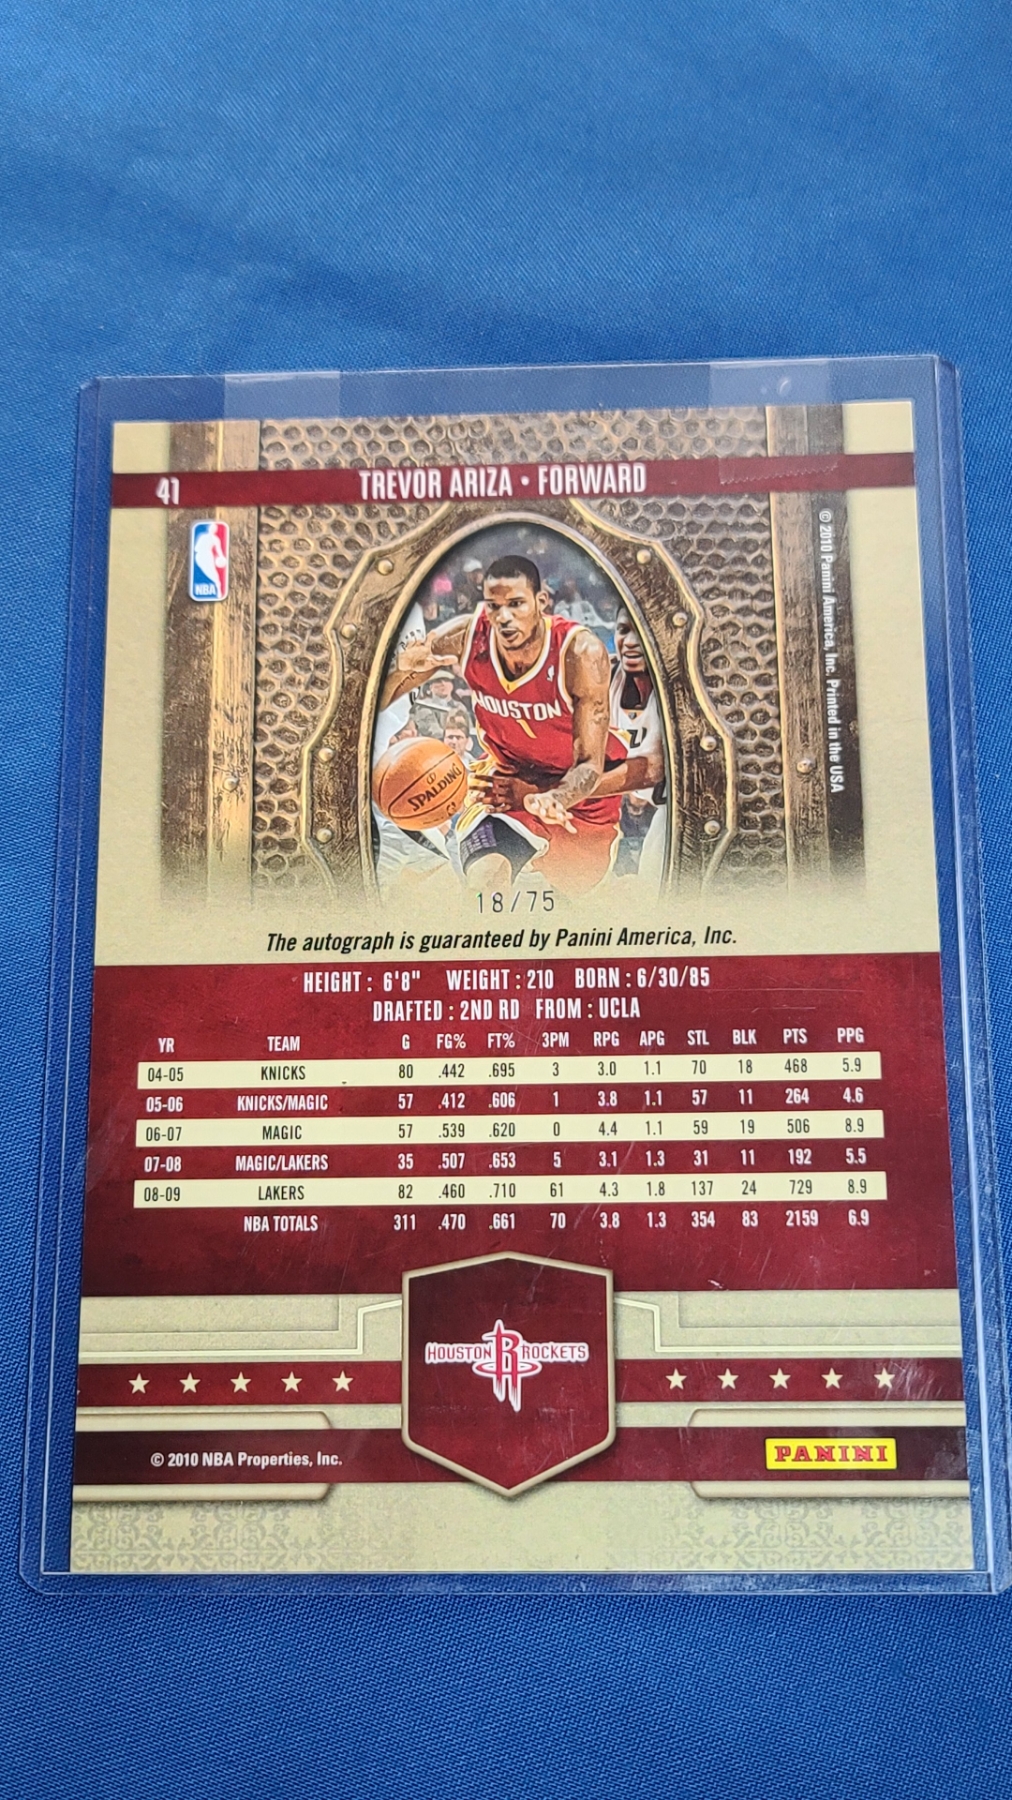 41 TREVOR ARIZA • FORWARD
NBA
© 2010 Panini America, Inc. Printed in the USA
HOUSTON
1
SPALDING
18/75
The autograph is guaranteed by Panini America, Inc.
HEIGHT : 6'8" WEIGHT : 210 BORN : 6/30/85
DRAFTED : 2ND RD FROM : UCLA
YR TEAM G FG% FT% 3PM RPG APG STL BLK PTS PPG
04-05 KNICKS 80 .442 .695 3 3.0 1.1 70 18 468 5.9
05-06 KNICKS/MAGIC 57 .412 .606 1 3.8 1.1 57 11 264 4.6
06-07 MAGIC 57 .539 .620 0 4.4 1.1 59 19 506 8.9
07-08 MAGIC/LAKERS 35 .507 .653 5 3.1 1.3 31 11 192 5.5
08-09 LAKERS 82 .460 .710 61 4.3 1.8 137 24 729 8.9
NBA TOTALS 311 .470 .661 70 3.8 1.3 354 83 2159 6.9
HOUSTON R ROCKETS
© 2010 NBA Properties, Inc.
PANINI